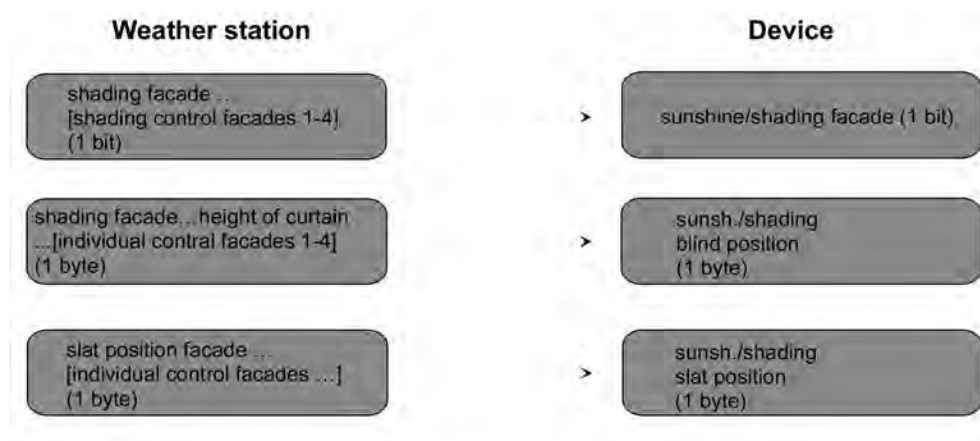 Weather station
Device
shading facade ...
[shading control facades 1-4]
(1 bit)
sunshine/shading facade (1 bit)
shading facade...height of curtain
...[individual contral facades 1-4]
(1 byte)
sunsh./shading
blind position
(1 byte)
slat position facade ...
[individual control facades ...]
(1 byte)
sunsh./shading
slat position
(1 byte)